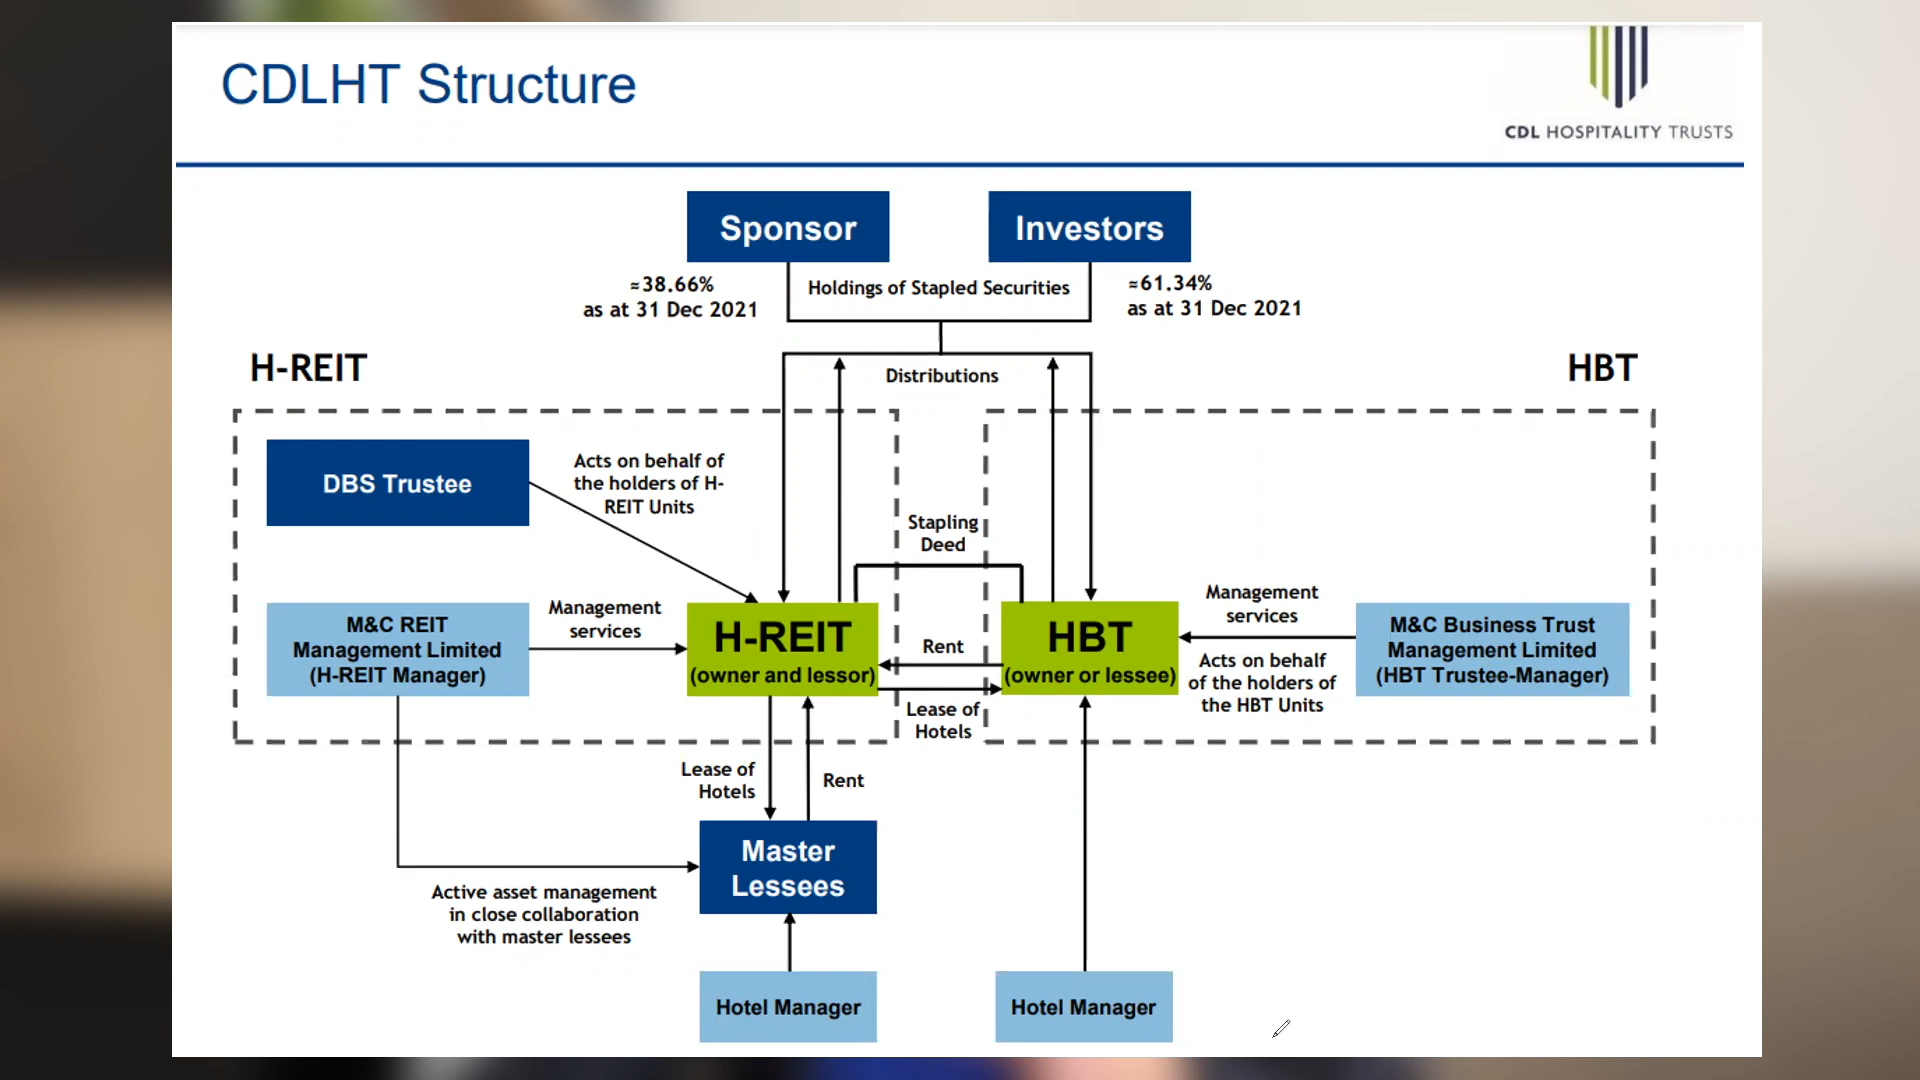 CDLHT Structure
CDL HOSPITALITY TRUSTS
Sponsor
Investors
≈38.66%
as at 31 Dec 2021
Holdings of Stapled Securities
≈61.34%
as at 31 Dec 2021
H-REIT
HBT
Distributions
DBS Trustee
Acts on behalf of
the holders of H-
REIT Units
Stapling
Deed
M&C REIT
Management Limited
(H-REIT Manager)
Management
services
H-REIT
(owner and lessor)
Rent
Lease of
Hotels
HBT
(owner or lessee)
Management
services
Acts on behalf
of the holders of
the HBT Units
M&C Business Trust
Management Limited
(HBT Trustee-Manager)
Lease of
Hotels
Rent
Master
Lessees
Active asset management
in close collaboration
with master lessees
Hotel Manager
Hotel Manager